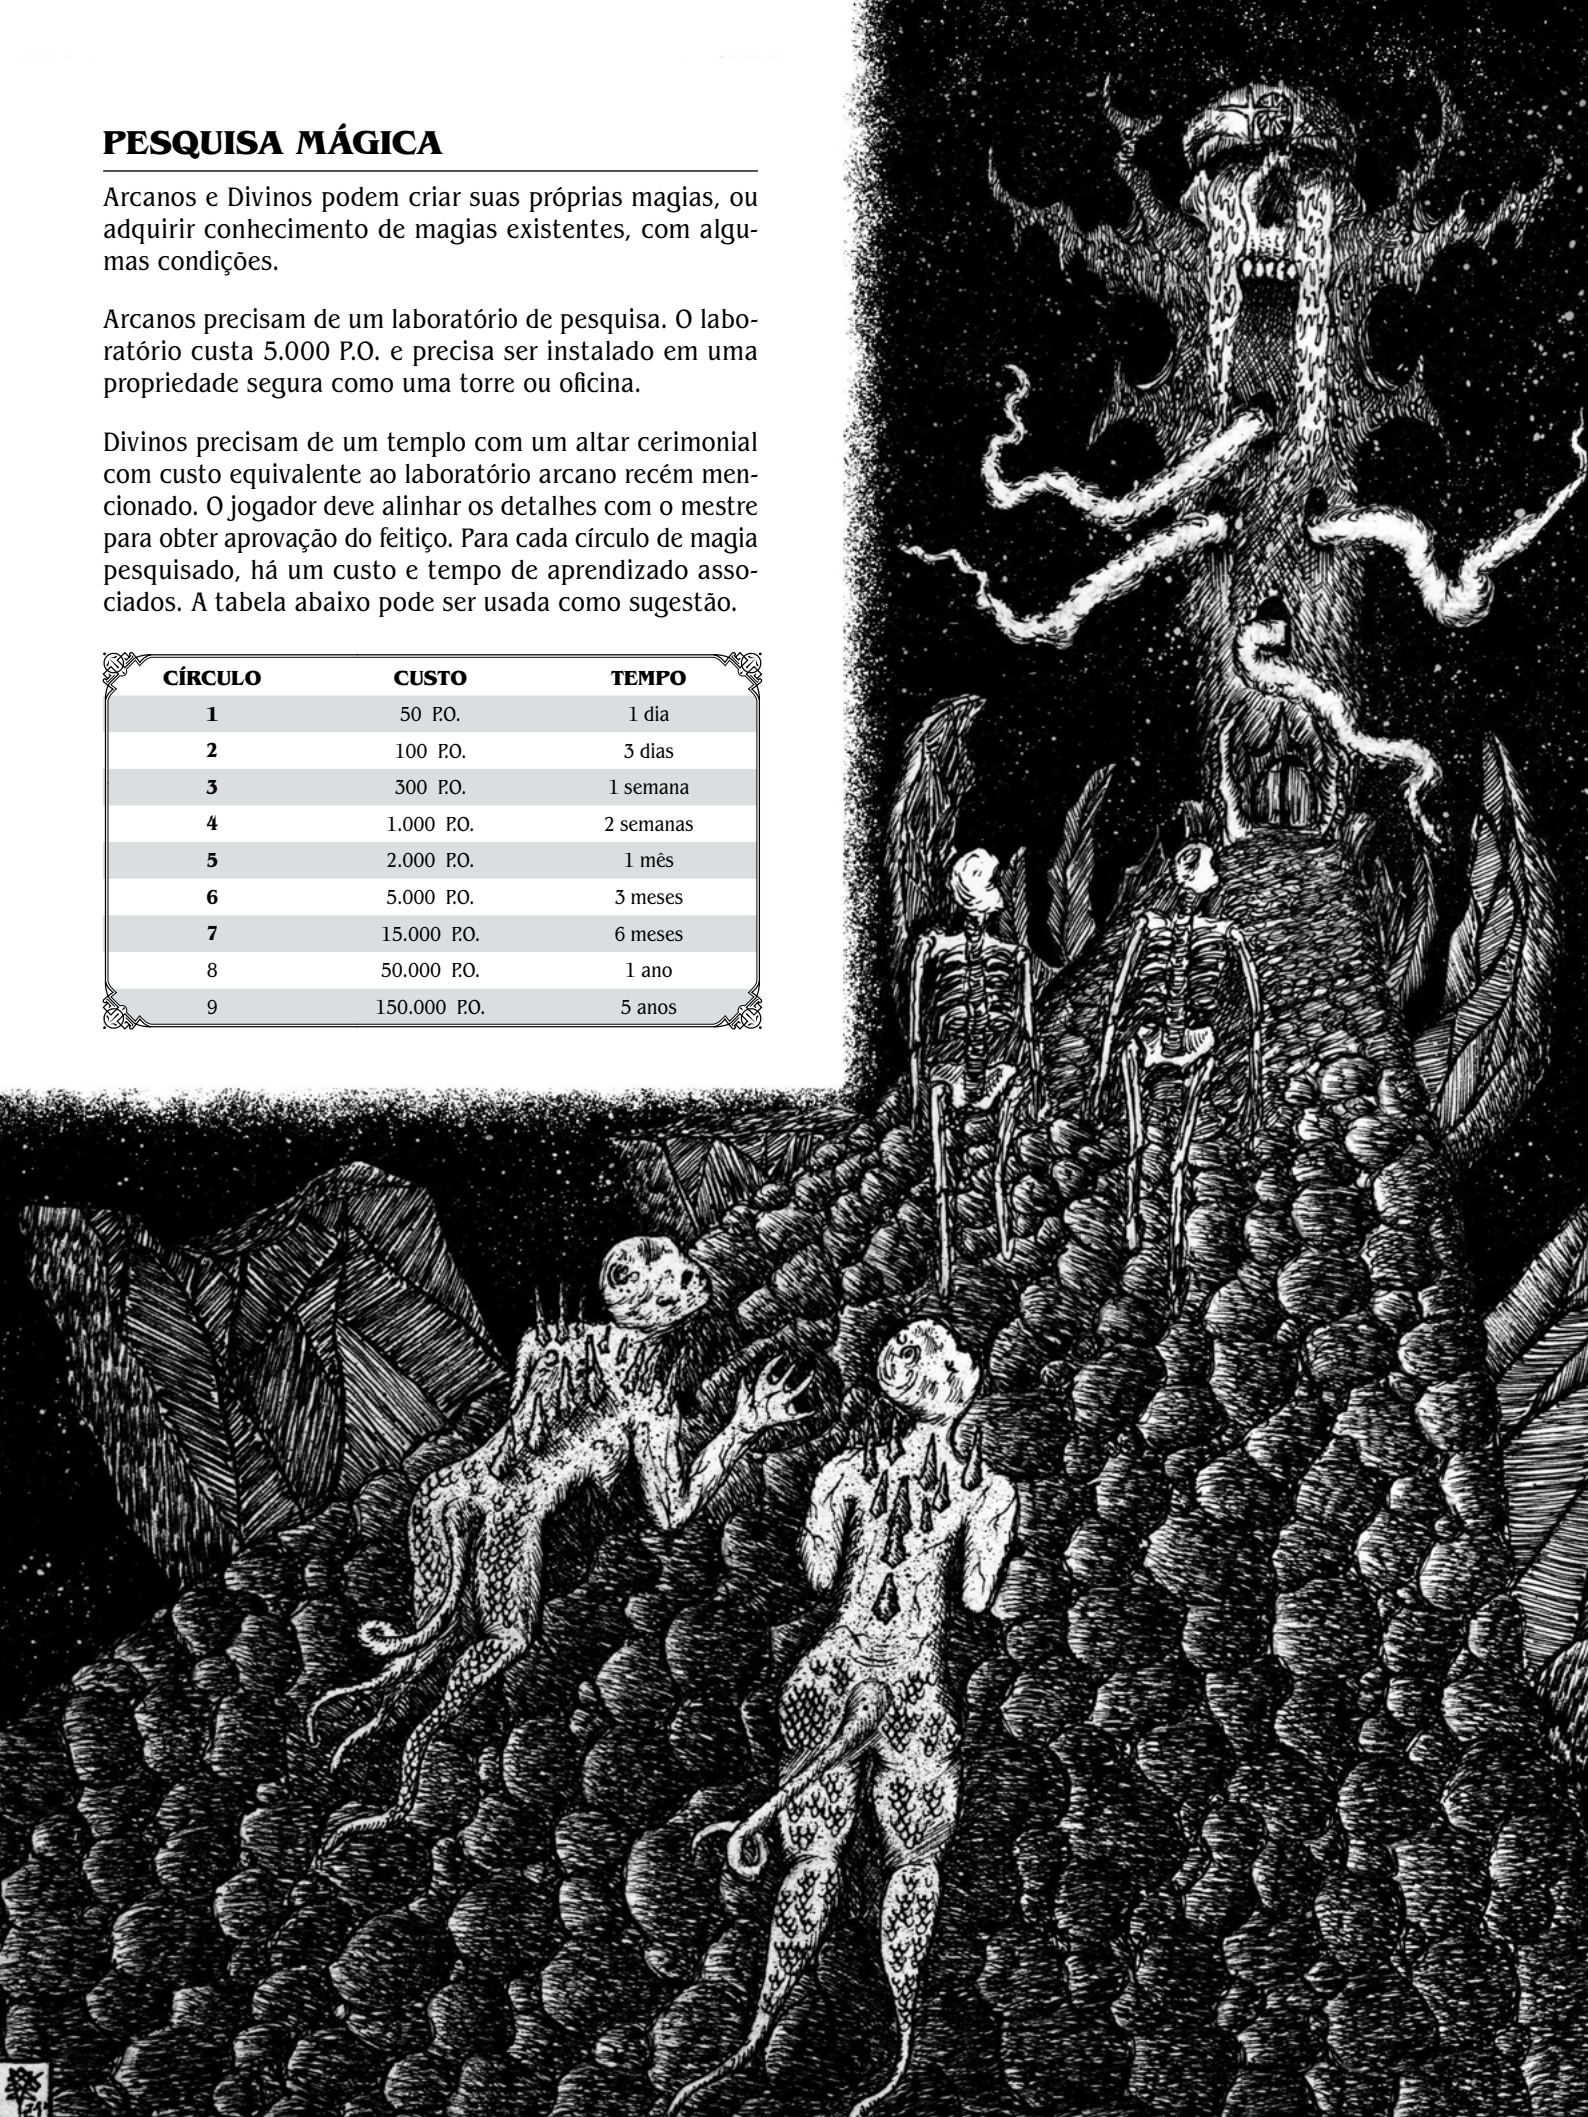 PESQUISA MÁGICA
Arcanos e Divinos podem criar suas próprias magias, ou
adquirir conhecimento de magias existentes, com algu-
mas condições.
Arcanos precisam de um laboratório de pesquisa. O labo-
ratório custa 5.000 P.O. e precisa ser instalado em uma
propriedade segura como uma torre ou oficina.
Divinos precisam de um templo com um altar cerimonial
com custo equivalente ao laboratório arcano recém men-
cionado. O jogador deve alinhar os detalhes com o mestre
para obter aprovação do feitiço. Para cada círculo de magia
pesquisado, há um custo e tempo de aprendizado asso-
ciados. A tabela abaixo pode ser usada como sugestão.
CÍRCULO CUSTO TEMPO
1 50 P.O. 1 dia
2 100 P.O. 3 dias
3 300 P.O. 1 semana
4 1.000 P.O. 2 semanas
5 2.000 P.O. 1 mês
6 5.000 P.O. 3 meses
7 15.000 P.O. 6 meses
8 50.000 P.O. 1 ano
9 150.000 P.O. 5 anos